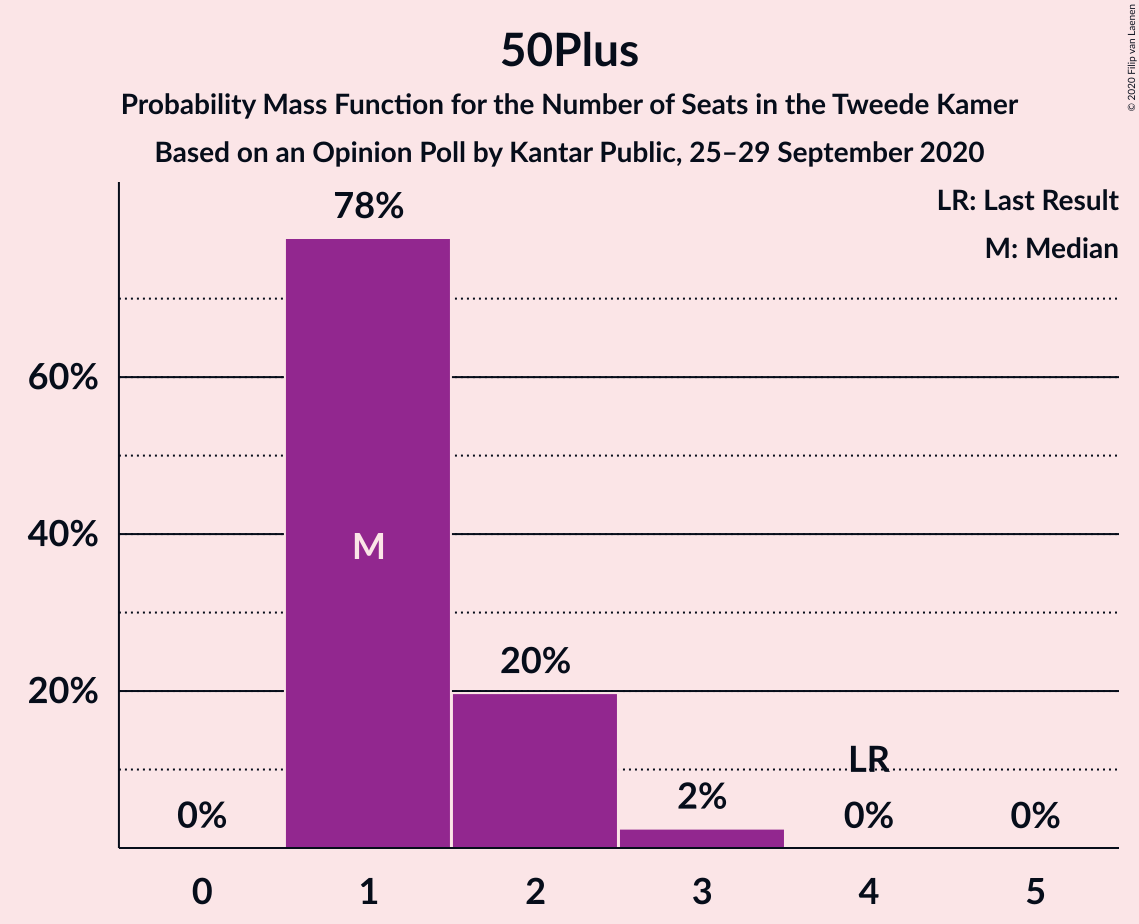 50Plus
Probability Mass Function for the Number of Seats in the Tweede Kamer
Based on an Opinion Poll by Kantar Public, 25–29 September 2020
© 2020 Filip van Laenen
LR: Last Result
M: Median
78%
60%
40%
M
20%
20%
LR
2%
0%
0%
0%
0
1
2
3
4
5